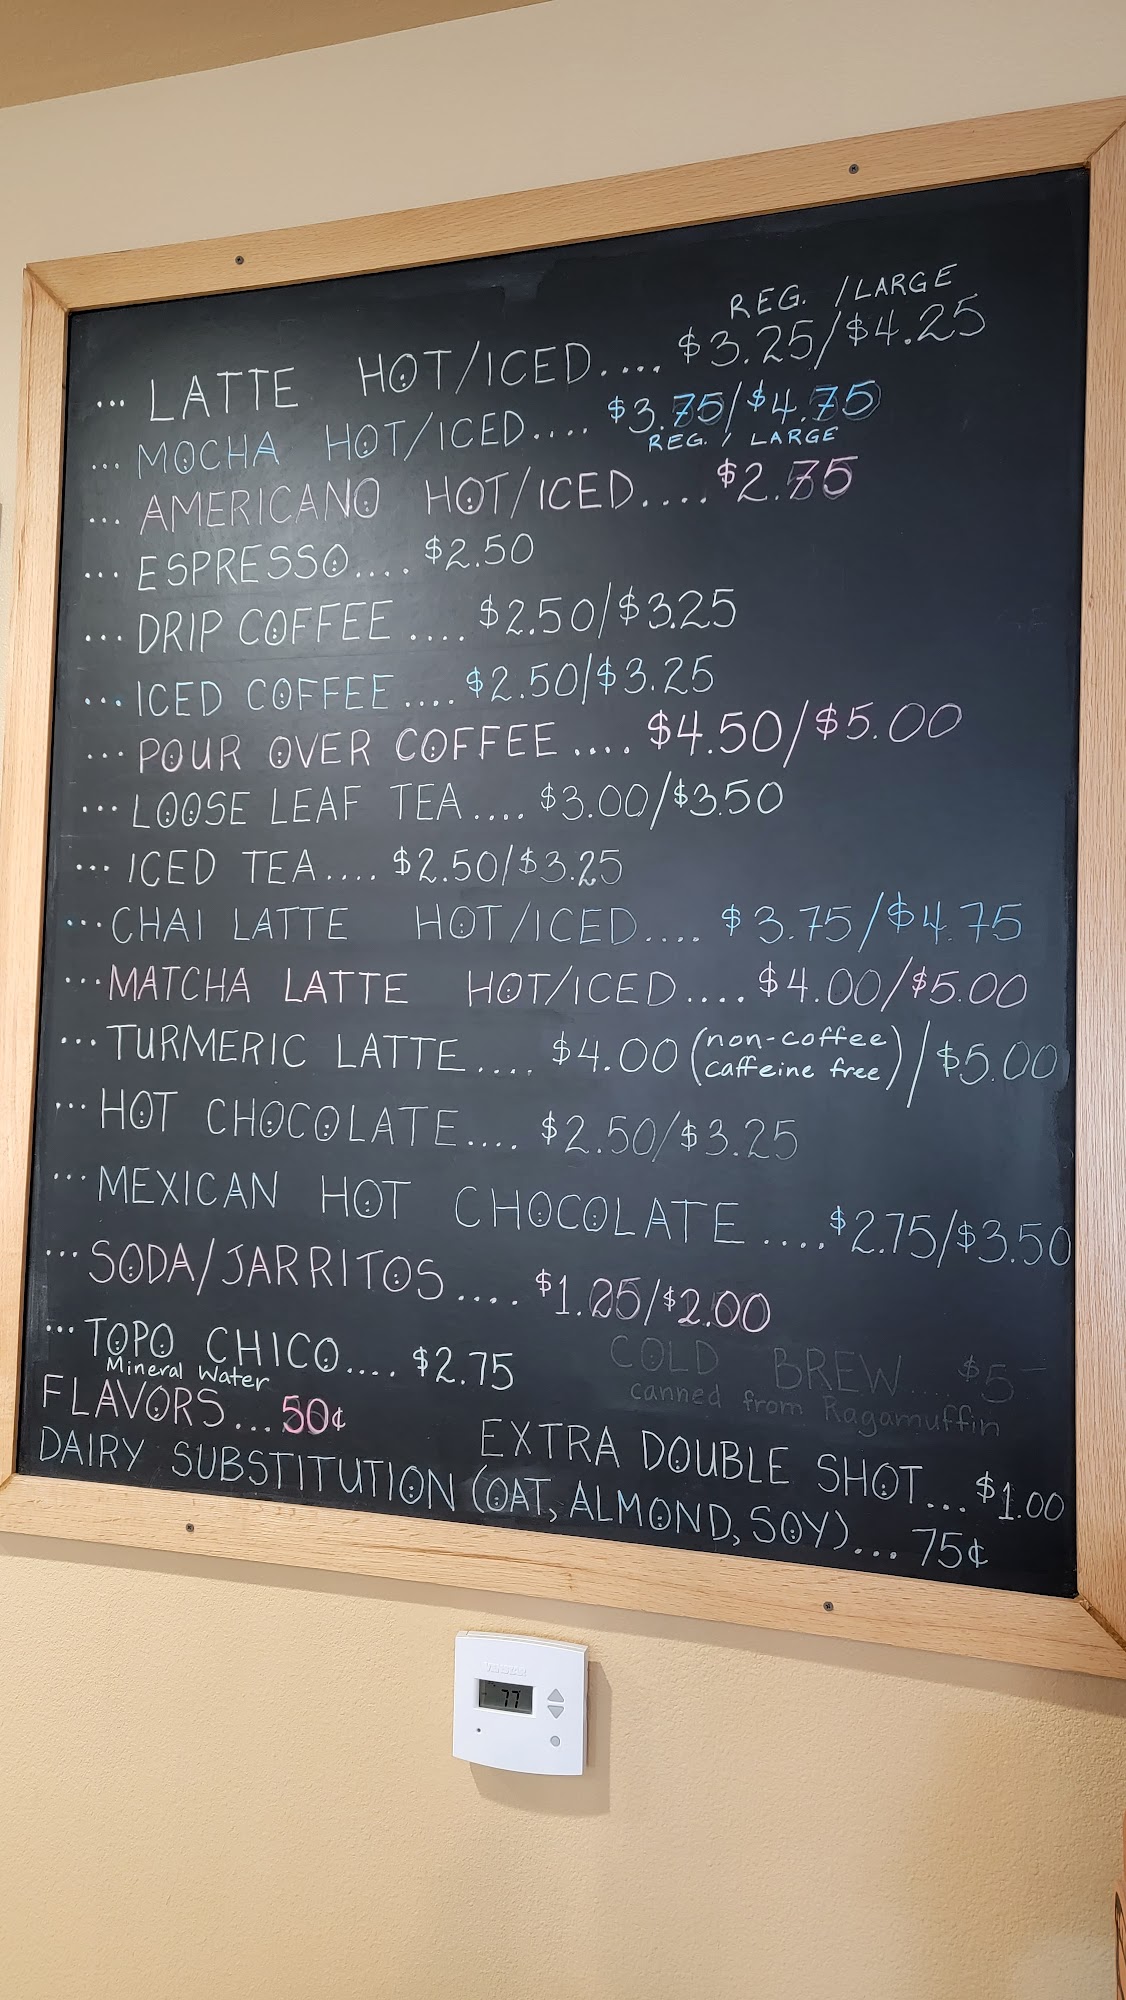 REG. / LARGE
... LATTE HOT/ICED.... $3.25/$4.25
... MOCHA HOT/ICED.... $3.75/$4.75
REG. / LARGE
... AMERICANO HOT/ICED.... $2.75
... ESPRESSO.... $2.50
... DRIP COFFEE .... $2.50/$3.25
... ICED COFFEE .... $2.50/$3.25
... POUR OVER COFFEE .... $4.50/$5.00
... LOOSE LEAF TEA .... $3.00/$3.50
... ICED TEA.... $2.50/$3.25
... CHAI LATTE HOT/ICED.... $3.75/$4.75
... MATCHA LATTE HOT/ICED.... $4.00/$5.00
... TURMERIC LATTE.... $4.00 (non-coffee caffeine free)/$5.00
... HOT CHOCOLATE.... $2.50/$3.25
... MEXICAN HOT CHOCOLATE .... $2.75/$3.50
... SODA/JARRITOS .... $1.25/$2.00
... TOPO CHICO.... $2.75
Mineral Water
COLD BREW.... $5-
canned from Ragamuffin
FLAVORS... 50¢
EXTRA DOUBLE SHOT... $1.00
DAIRY SUBSTITUTION (OAT, ALMOND, SOY)... 75¢
77